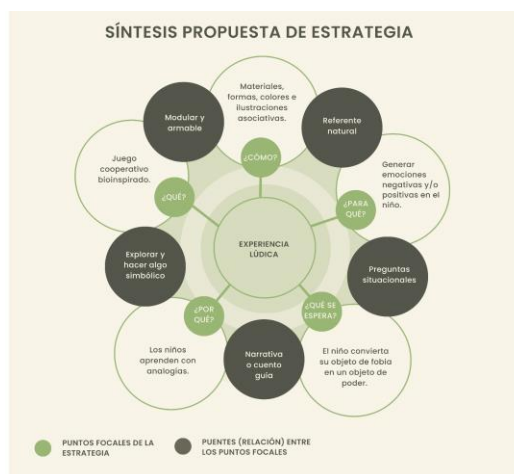 SÍNTESIS PROPUESTA DE ESTRATEGIA
Materiales,
formas, colores e
ilustraciones
asociativas.
Modular y
armable
Referente
natural
¿CÓMO?
Juego
cooperativo
bioinspirado.
¿QUÉ?
Generar
emociones
negativas y/o
positivas en el
niño.
¿PARA
QUÉ?
EXPERIENCIA
LÚDICA
Explorar y
hacer algo
simbólico
Preguntas
situacionales
¿POR
QUÉ?
¿QUÉ SE
ESPERA?
Los niños
aprenden con
analogías.
Narrativa
o cuento
guía
El niño convierta
su objeto de fobia
en un objeto de
poder.
PUNTOS FOCALES DE LA
ESTRATEGIA
PUENTES (RELACIÓN) ENTRE
LOS PUNTOS FOCALES